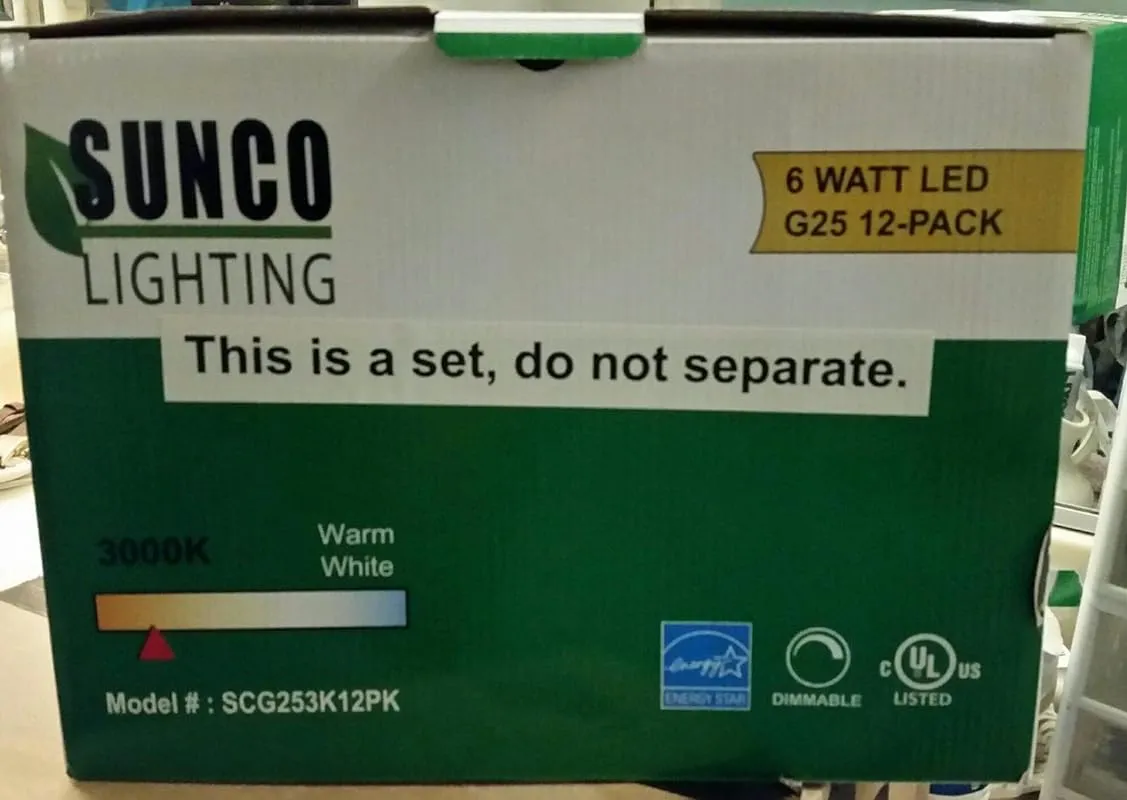 SUNCO
LIGHTING
6 WATT LED
G25 12-PACK
This is a set, do not separate.
3000K
Warm
White
Model # : SCG253K12PK
energy
ENERGY STAR
DIMMABLE
C UL US
LISTED